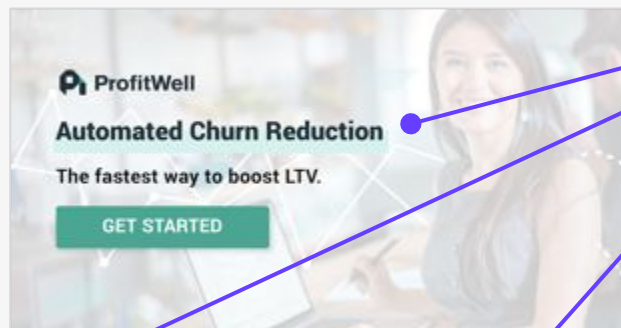 ProfitWell
Automated Churn Reduction
The fastest way to boost LTV.
GET STARTED